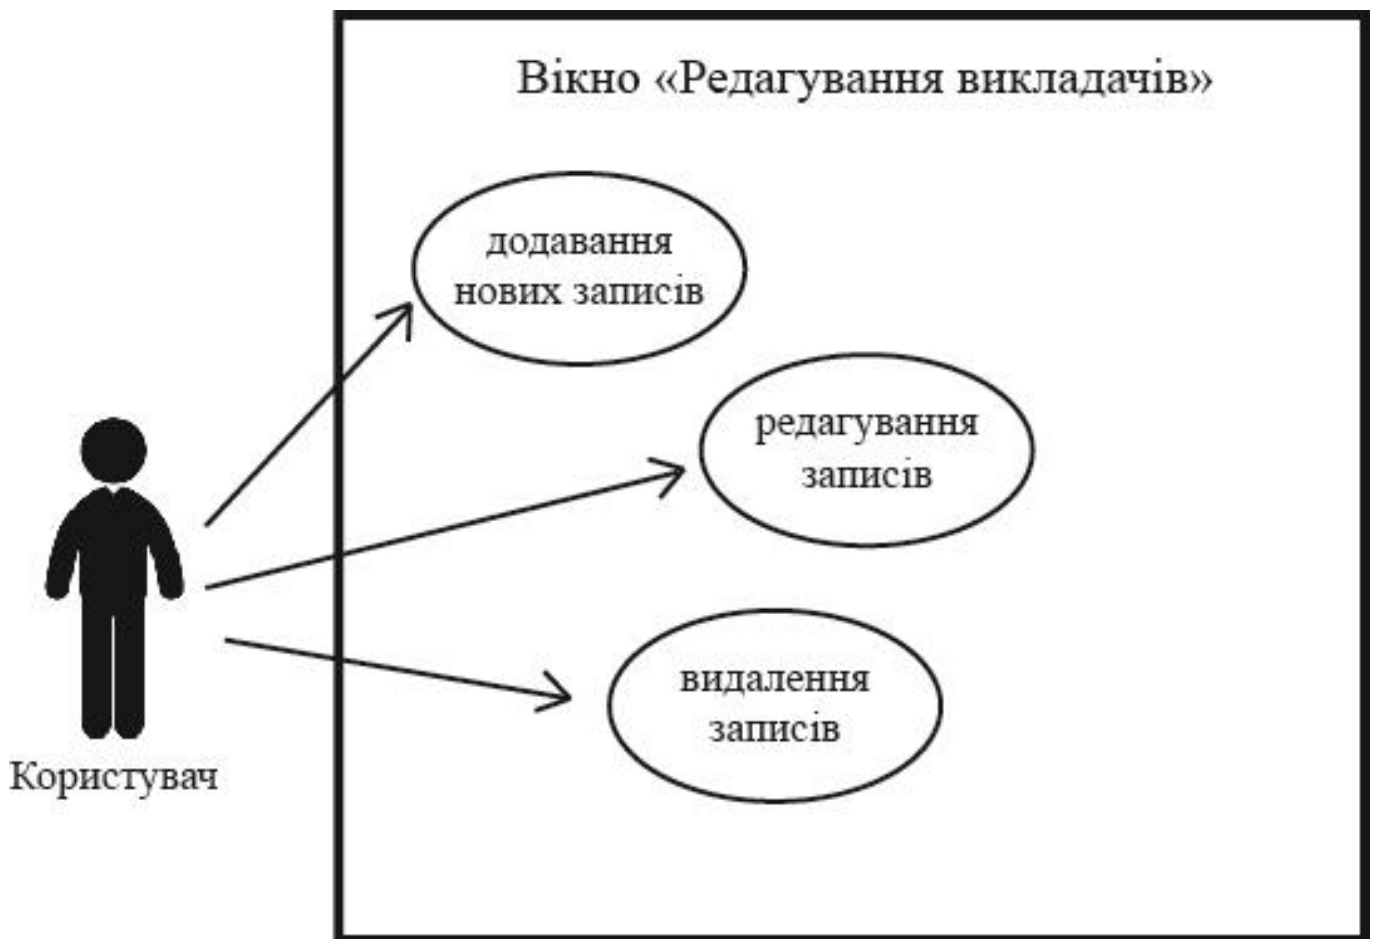 Вікно «Редагування викладачів»
додавання
нових записів
редагування
записів
видалення
записів
Користувач